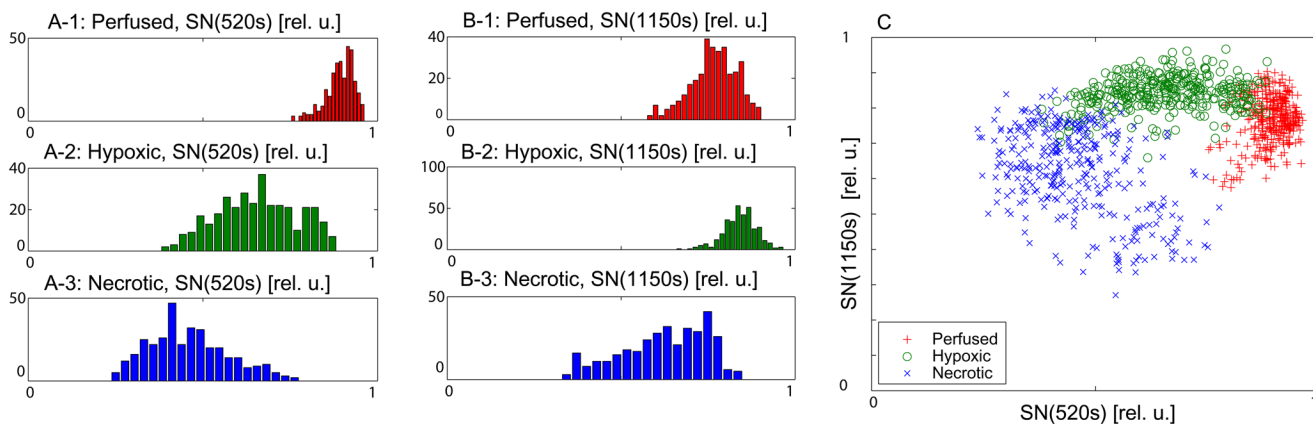 A-1: Perfused, SN(520s) [rel. u.]
50
0
0
1
A-2: Hypoxic, SN(520s) [rel. u.]
40
20
0
0
1
A-3: Necrotic, SN(520s) [rel. u.]
50
0
0
1
B-1: Perfused, SN(1150s) [rel. u.]
40
20
0
0
1
B-2: Hypoxic, SN(1150s) [rel. u.]
100
50
0
0
1
B-3: Necrotic, SN(1150s) [rel. u.]
50
0
0
1
C
1
SN(1150s) [rel. u.]
Perfused
Hypoxic
Necrotic
0
0
1
SN(520s) [rel. u.]